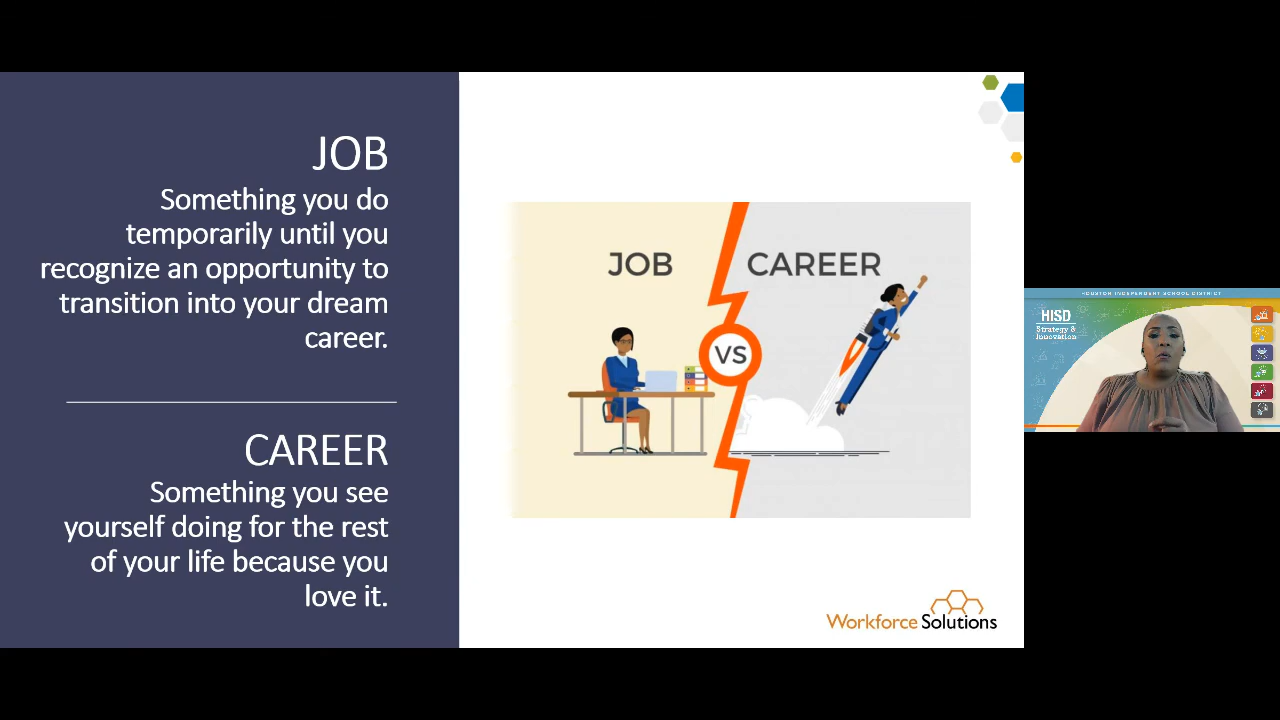 JOB
Something you do
temporarily until you
recognize an opportunity to
transition into your dream
career.
CAREER
Something you see
yourself doing for the rest
of your life because you
love it.
JOB
CAREER
VS
Workforce Solutions
HOUSTON INDEPENDENT SCHOOL DISTRICT
HISD
Strategy &
Innovation